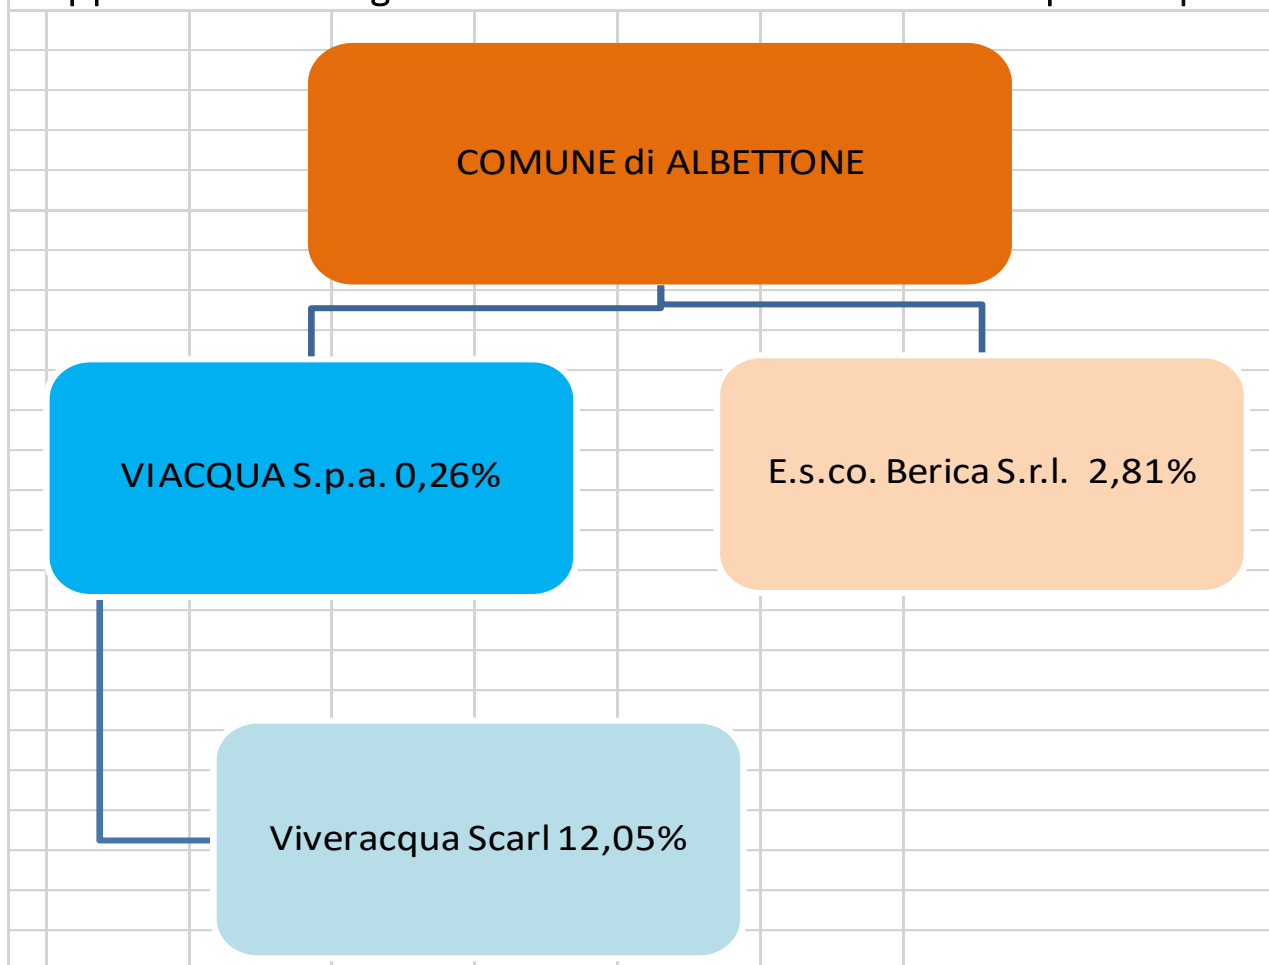 COMUNE di ALBETTONE
VIACQUA S.p.a. 0,26%
E.s.co. Berica S.r.l. 2,81%
Viveracqua Scarl 12,05%